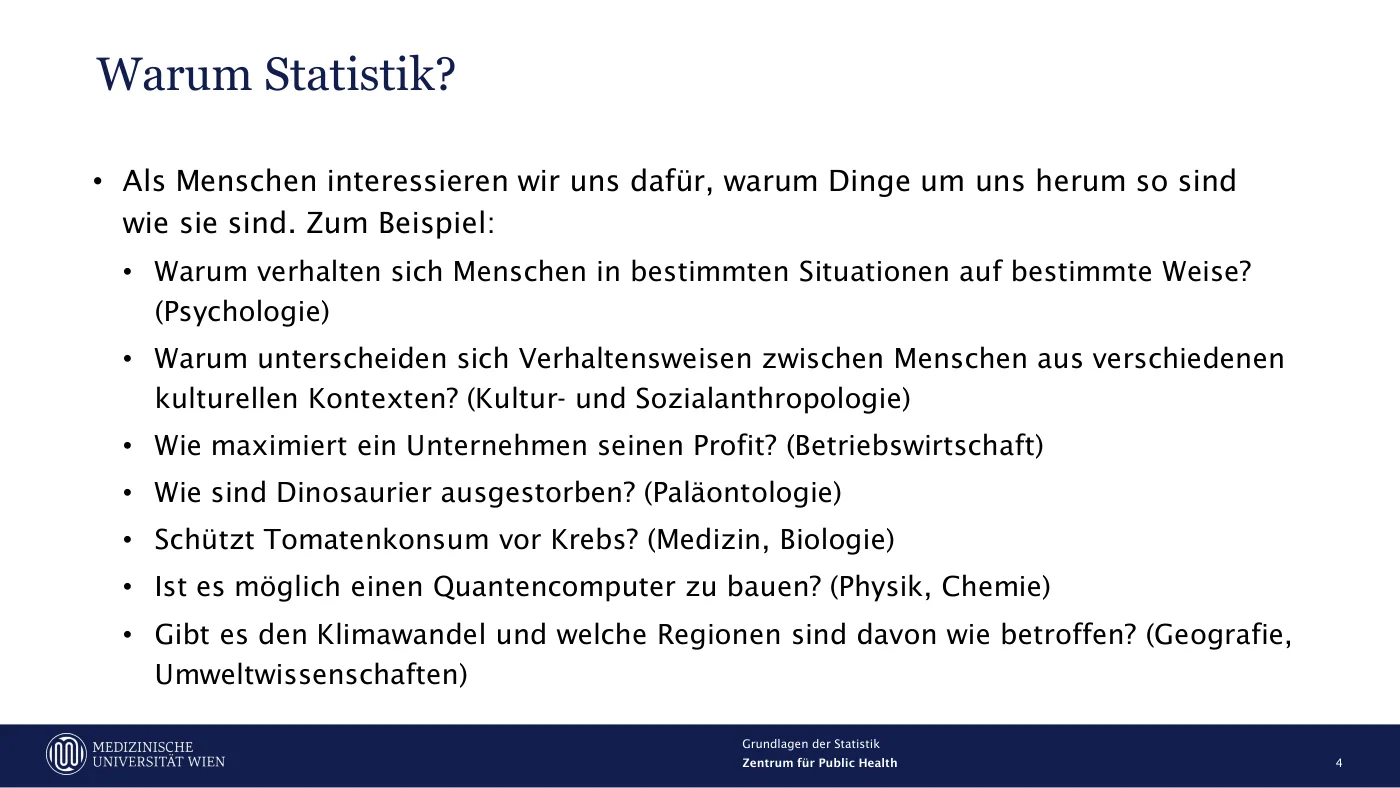 Warum Statistik?
• Als Menschen interessieren wir uns dafür, warum Dinge um uns herum so sind
wie sie sind. Zum Beispiel:
• Warum verhalten sich Menschen in bestimmten Situationen auf bestimmte Weise?
(Psychologie)
• Warum unterscheiden sich Verhaltensweisen zwischen Menschen aus verschiedenen
kulturellen Kontexten? (Kultur- und Sozialanthropologie)
• Wie maximiert ein Unternehmen seinen Profit? (Betriebswirtschaft)
• Wie sind Dinosaurier ausgestorben? (Paläontologie)
• Schützt Tomatenkonsum vor Krebs? (Medizin, Biologie)
• Ist es möglich einen Quantencomputer zu bauen? (Physik, Chemie)
• Gibt es den Klimawandel und welche Regionen sind davon wie betroffen? (Geografie,
Umweltwissenschaften)
MEDIZINISCHE
UNIVERSITÄT WIEN
Grundlagen der Statistik
Zentrum für Public Health
4